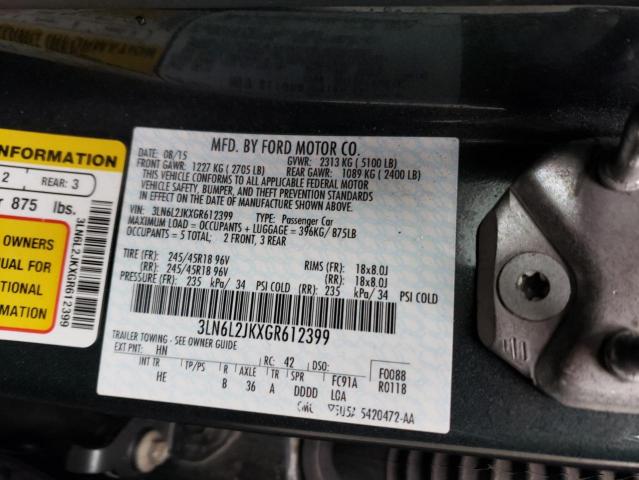 MFD. BY FORD MOTOR CO.
DATE: 08/15 GVWR: 2313 KG ( 5100 LB)
FRONT GAWR: 1227 KG ( 2705 LB) REAR GAWR: 1089 KG ( 2400 LB)
THIS VEHICLE CONFORMS TO ALL APPLICABLE FEDERAL MOTOR
VEHICLE SAFETY, BUMPER, AND THEFT PREVENTION STANDARDS
IN EFFECT ON THE DATE OF MANUFACTURE SHOWN ABOVE.
VIN: 3LN6L2JKXGR612399 TYPE: Passenger Car
MAXIMUM LOAD = OCCUPANTS + LUGGAGE = 396KG/ 875LB
OCCUPANTS = 5 TOTAL: 2 FRONT, 3 REAR
TIRE (FR): 245/45R18 96V RIMS (FR): 18x8.0J
(RR): 245/45R18 96V (RR): 18x8.0J
PRESSURE (FR): 235 kPa/ 34 PSI COLD (RR): 235 kPa/ 34 PSI COLD
3LN6L2JKXGR612399
TRAILER TOWING - SEE OWNER GUIDE
EXT PNT: HN RC: 42 DSO: F0088
INT TR TP/PS R AXLE TR SPR FC91A R0118
HE B 36 A DDDD LGA
5420472-AA
INFORMATION
2 REAR: 3
875 lbs.
OWNERS
FOR
MATION
3LN6L2JKXGR612399